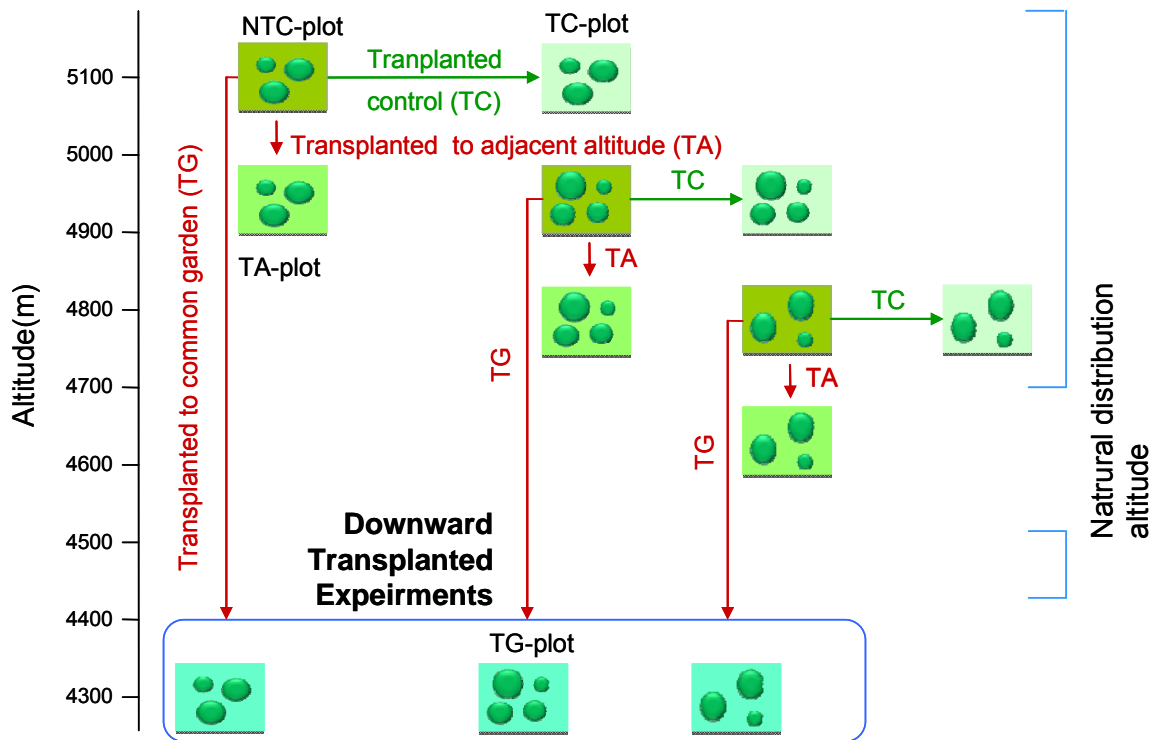 NTC-plot
TC-plot
Tranplanted
control (TC)
5100
Transplanted to adjacent altitude (TA)
5000
TC
4900
TA-plot
TA
4800
TC
TG
4700
TA
TG
4600
Transplanted to common garden (TG)
Altitude(m)
Natrural distribution
altitude
4500
Downward
Transplanted
Expeirments
4400
TG-plot
4300